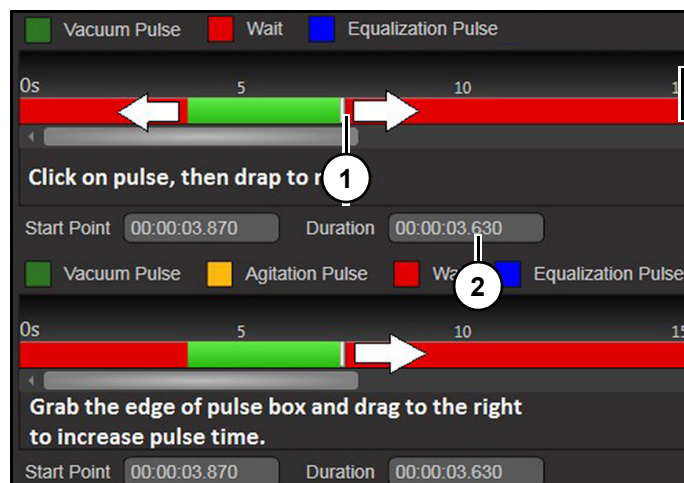 Vacuum Pulse Wait Equalization Pulse
0s 5 10
Click on pulse, then drap to
1
Start Point 00:00:03.870 Duration 00:00:03.630
2
Vacuum Pulse Agitation Pulse Equalization Pulse
0s 5 10 15
Grab the edge of pulse box and drag to the right
to increase pulse time.
Start Point 00:00:03.870 Duration 00:00:03.630